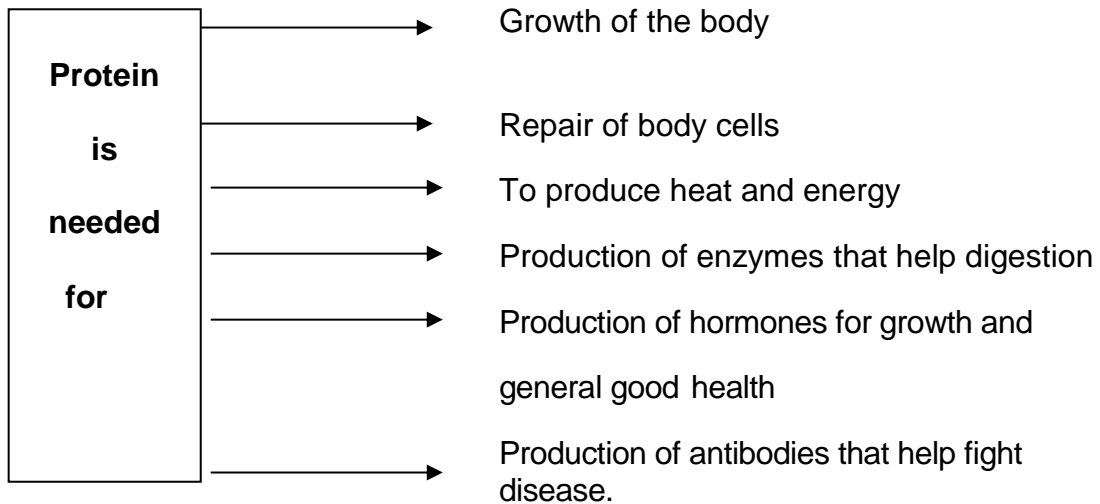 Protein
is
needed
for
Growth of the body
Repair of body cells
To produce heat and energy
Production of enzymes that help digestion
Production of hormones for growth and
general good health
Production of antibodies that help fight
disease.